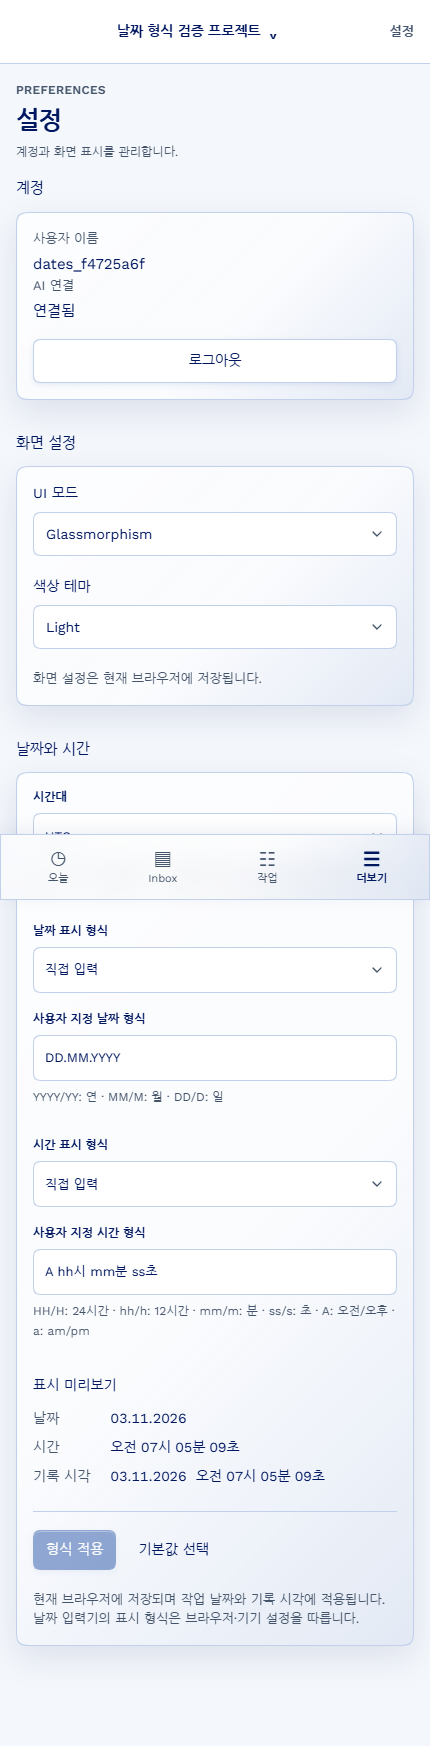 날짜 형식 검증 프로젝트
설정
PREFERENCES
설정
계정과 화면 표시를 관리합니다.
계정
사용자 이름
dates_f4725a6f
AI 연결
연결됨
로그아웃
화면 설정
UI 모드
Glassmorphism
색상 테마
Light
화면 설정은 현재 브라우저에 저장됩니다.
날짜와 시간
시간대
오늘
Inbox
작업
더보기
날짜 표시 형식
직접 입력
사용자 지정 날짜 형식
DD.MM.YYYY
YYYY/YY: 연 · MM/M: 월 · DD/D: 일
시간 표시 형식
직접 입력
사용자 지정 시간 형식
A hh시 mm분 ss초
HH/H: 24시간 · hh/h: 12시간 · mm/m: 분 · ss/s: 초 · A: 오전/오후 ·
a: am/pm
표시 미리보기
날짜 03.11.2026
시간 오전 07시 05분 09초
기록 시각 03.11.2026 오전 07시 05분 09초
형식 적용
기본값 선택
현재 브라우저에 저장되며 작업 날짜와 기록 시각에 적용됩니다.
날짜 입력기의 표시 형식은 브라우저·기기 설정을 따릅니다.